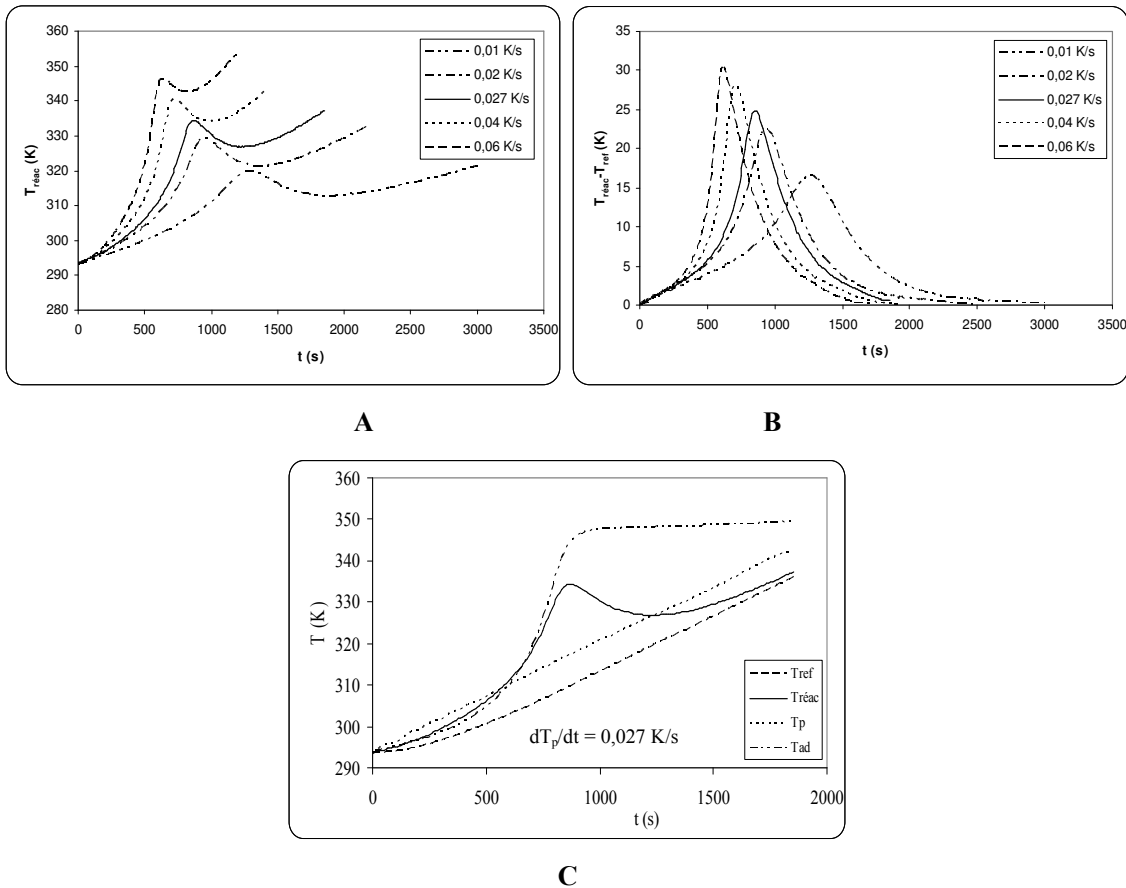 360
350
340
330
320
310
300
290
280
T_réac (K)
0
500
1000
1500
2000
2500
3000
3500
t (s)
0,01 K/s
0,02 K/s
0,027 K/s
0,04 K/s
0,06 K/s
A
35
30
25
20
15
10
5
0
T_réac-T_ref (K)
0
500
1000
1500
2000
2500
3000
3500
t (s)
0,01 K/s
0,02 K/s
0,027 K/s
0,04 K/s
0,06 K/s
B
360
350
340
330
320
310
300
290
T (K)
0
500
1000
1500
2000
t (s)
dT_p/dt = 0,027 K/s
Tref
Tréac
Tp
Tad
C